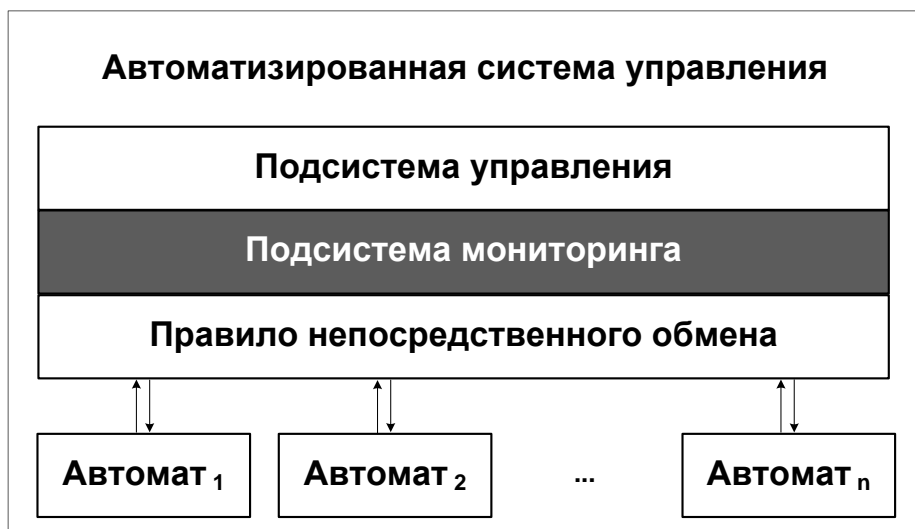 Автоматизированная система управления
Подсистема управления
Подсистема мониторинга
Правило непосредственного обмена
Автомат 1 Автомат 2 ... Автомат n